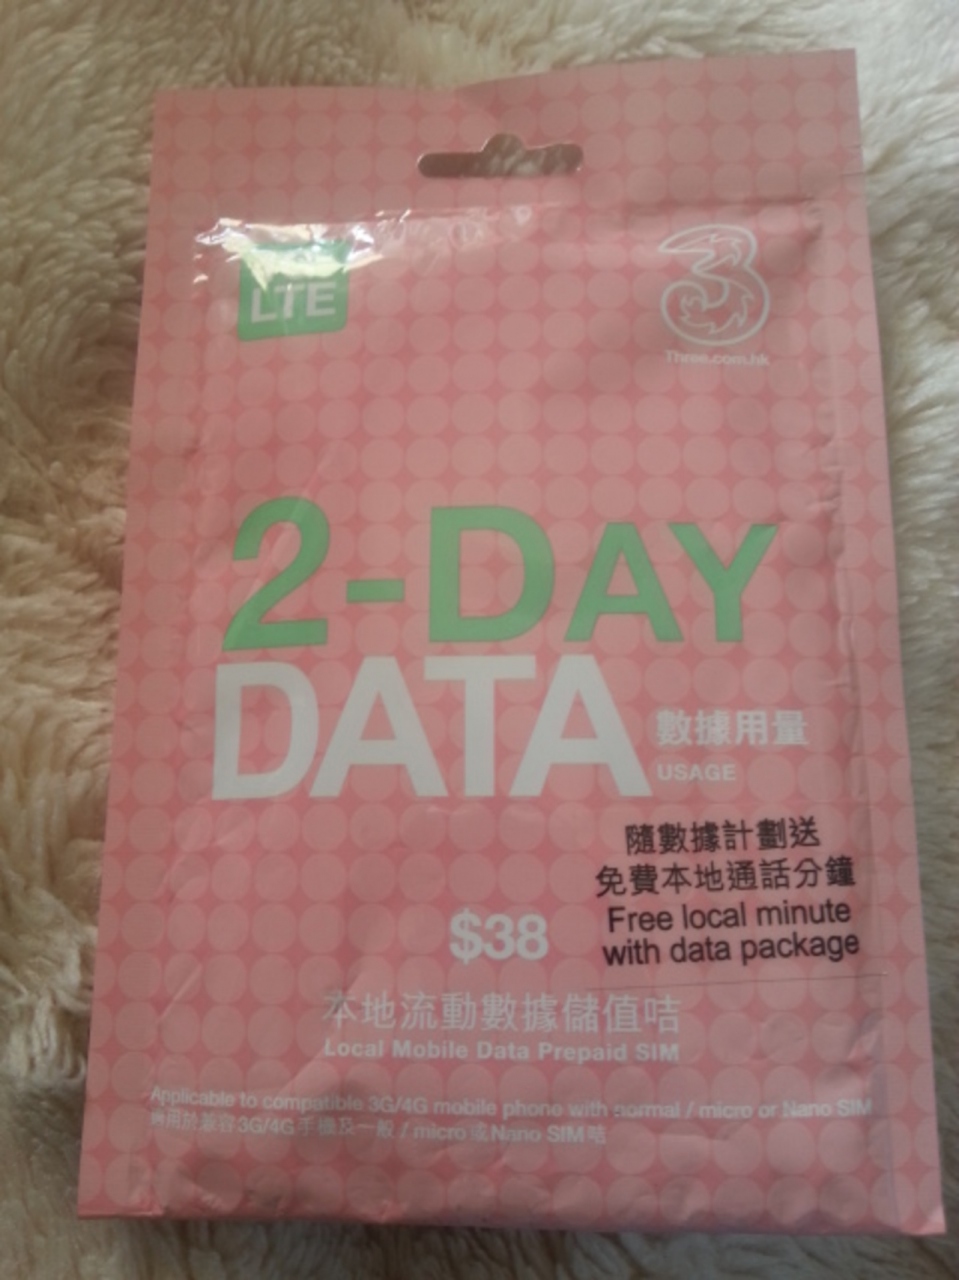 LTE
3
Three.com.hk
2-DAY
DATA
數據用量
USAGE
隨數據計劃送
免費本地通話分鐘
Free local minute
with data package
$38
本地流動數據儲值咭
Local Mobile Data Prepaid SIM
Applicable to compatible 3G/4G mobile phone with normal / micro or Nano SIM
適用於兼容3G/4G手機及一般 / micro或Nano SIM咭